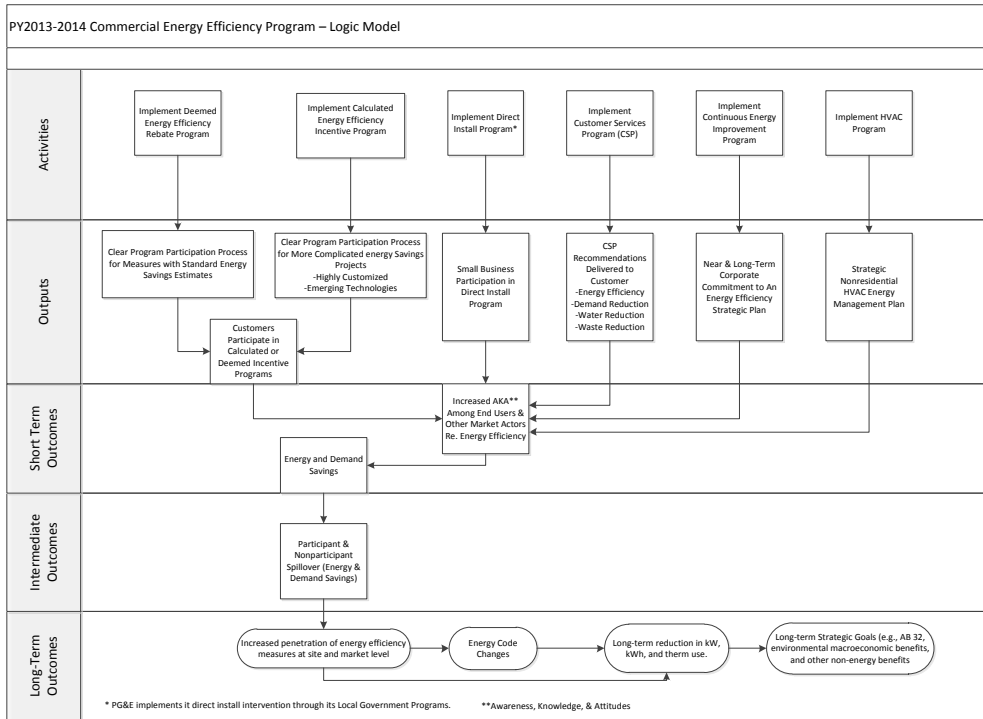 PY2013-2014 Commercial Energy Efficiency Program – Logic Model
Activities
Implement Deemed
Energy Efficiency
Rebate Program
Implement Calculated
Energy Efficiency
Incentive Program
Implement Direct
Install Program*
Implement
Customer Services
Program (CSP)
Implement
Continuous Energy
Improvement
Program
Implement HVAC
Program
Outputs
Clear Program Participation Process
for Measures with Standard Energy
Savings Estimates
Clear Program Participation Process
for More Complicated energy Savings
Projects
-Highly Customized
-Emerging Technologies
Small Business
Participation in
Direct Install
Program
CSP
Recommendations
Delivered to
Customer
-Energy Efficiency
-Demand Reduction
-Water Reduction
-Waste Reduction
Near & Long-Term
Corporate
Commitment to An
Energy Efficiency
Strategic Plan
Strategic
Nonresidential
HVAC Energy
Management Plan
Customers
Participate in
Calculated or
Deemed Incentive
Programs
Short Term
Outcomes
Increased AKA**
Among End Users &
Other Market Actors
Re. Energy Efficiency
Energy and Demand
Savings
Intermediate
Outcomes
Participant &
Nonparticipant
Spillover (Energy &
Demand Savings)
Long-Term
Outcomes
Increased penetration of energy efficiency
measures at site and market level
Energy Code
Changes
Long-term reduction in kW,
kWh, and therm use.
Long-term Strategic Goals (e.g., AB 32,
environmental macroeconomic benefits,
and other non-energy benefits
* PG&E implements it direct install intervention through its Local Government Programs.
**Awareness, Knowledge, & Attitudes